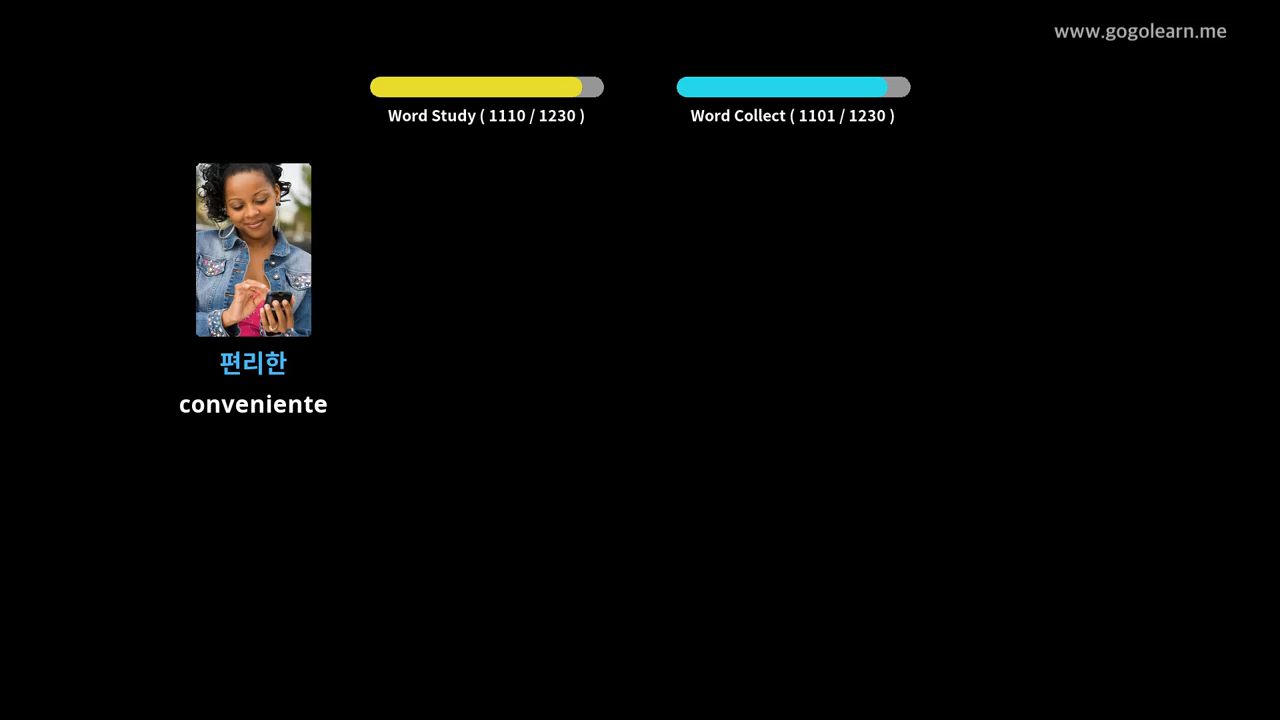 www.gogolearn.me
Word Study ( 1110 / 1230 )
Word Collect ( 1101 / 1230 )
편리한
conveniente